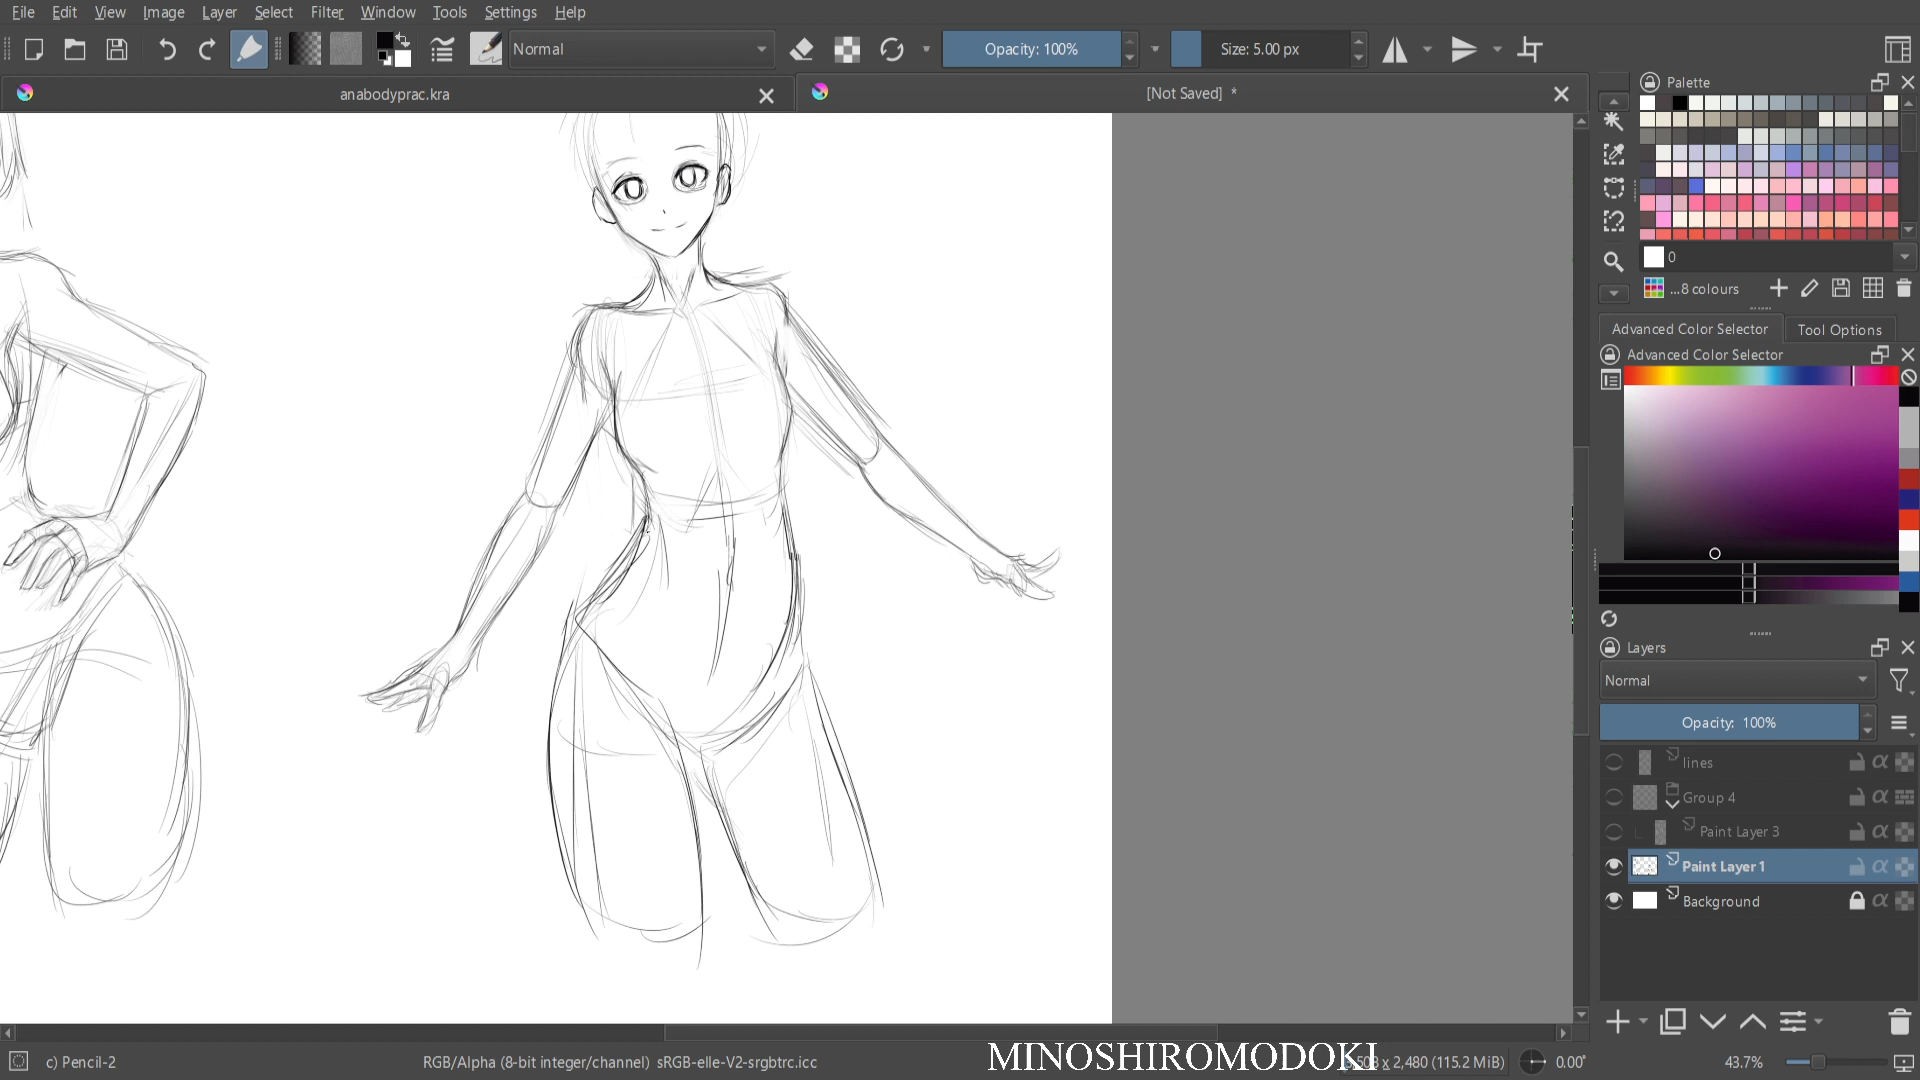 File Edit View Image Layer Select Filter Window Tools Settings Help
Normal Opacity: 100% Size: 5.00 px
anabodyprac.kra [Not Saved] *
Palette
0
...8 colours
Advanced Color Selector Tool Options
Advanced Color Selector
Layers
Normal
Opacity: 100%
lines
Group 4
Paint Layer 3
Paint Layer 1
Background
c) Pencil-2 RGB/Alpha (8-bit integer/channel) sRGB-elle-V2-srgbtrc.icc MINOSHIROMODOKI x 2,480 (115.2 MiB) 0.00° 43.7%